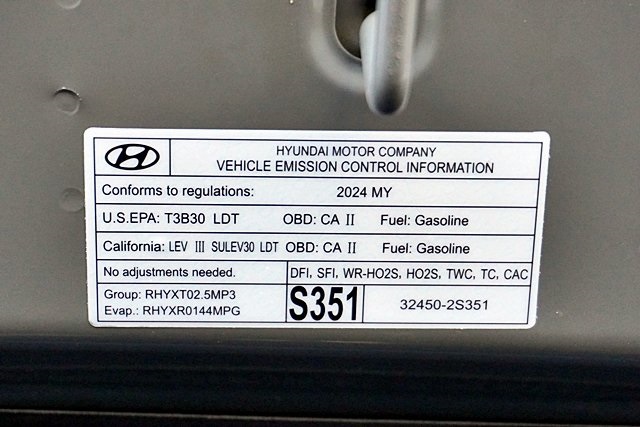 HYUNDAI MOTOR COMPANY
VEHICLE EMISSION CONTROL INFORMATION
Conforms to regulations: 2024 MY
U.S.EPA: T3B30 LDT OBD: CA II Fuel: Gasoline
California: LEV III SULEV30 LDT OBD: CA II Fuel: Gasoline
No adjustments needed. DFI, SFI, WR-HO2S, HO2S, TWC, TC, CAC
Group: RHYXT02.5MP3
Evap.: RHYXR0144MPG
S351
32450-2S351